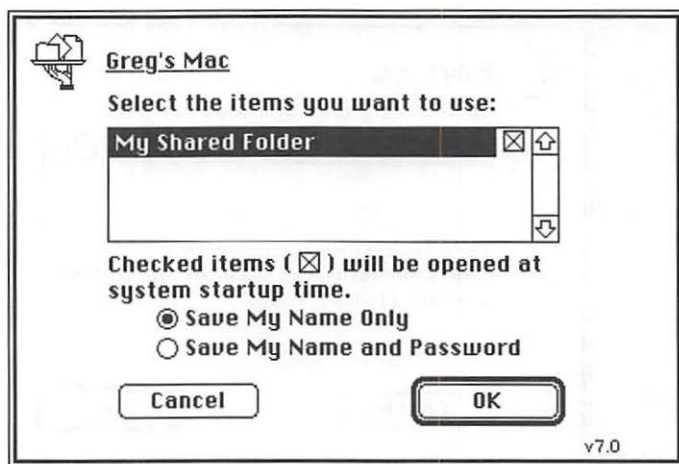 Greg's Mac
Select the items you want to use:
My Shared Folder
Checked items ( ☒ ) will be opened at
system startup time.
Save My Name Only
Save My Name and Password
Cancel
OK
v7.0